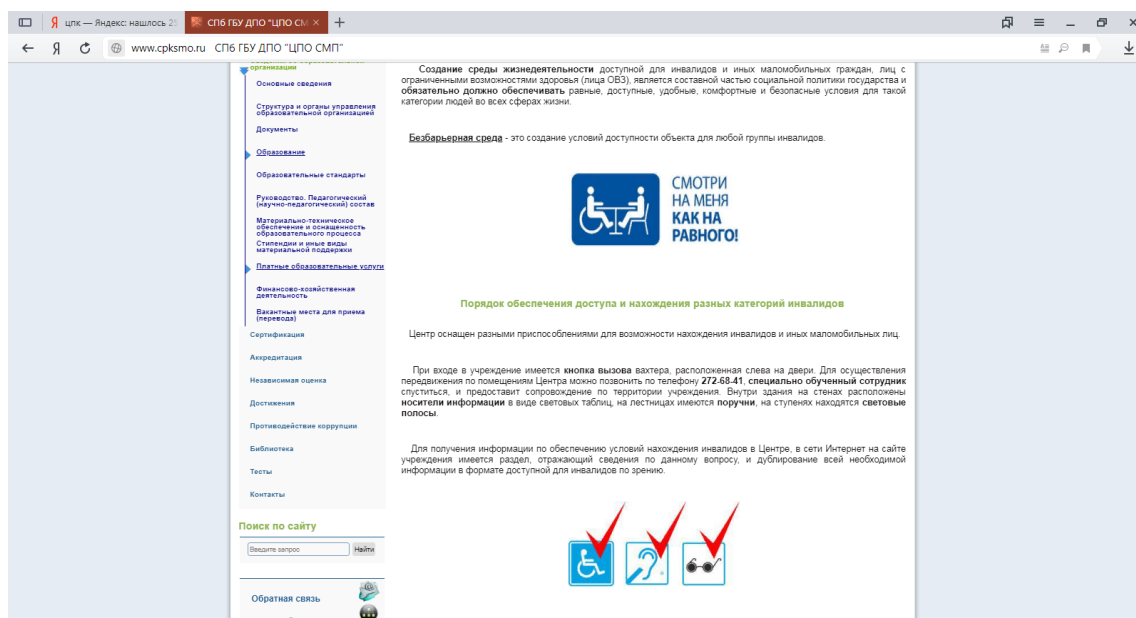 цпк — Яндекс: нашлось 25
СПб ГБУ ДПО "ЦПО СМ
www.cpksmo.ru СПб ГБУ ДПО "ЦПО СМП"
организации
Основные сведения
Структура и органы управления
образовательной организацией
Документы
Образование
Образовательные стандарты
Руководство. Педагогический
(научно-педагогический) состав
Материально-техническое
обеспечение и оснащенность
образовательного процесса
Стипендии и иные виды
материальной поддержки
Платные образовательные услуги
Финансово-хозяйственная
деятельность
Вакантные места для приема
(перевода)
Сертификация
Аккредитация
Независимая оценка
Достижения
Противодействие коррупции
Библиотека
Тесты
Контакты
Поиск по сайту
Введите запрос
Найти
Обратная связь
Создание среды жизнедеятельности доступной для инвалидов и иных маломобильных граждан, лиц с
ограниченными возможностями здоровья (лица ОВЗ), является составной частью социальной политики государства и
обязательно должно обеспечивать равные, доступные, удобные, комфортные и безопасные условия для такой
категории людей во всех сферах жизни.
Безбарьерная среда - это создание условий доступности объекта для любой группы инвалидов.
СМОТРИ
НА МЕНЯ
КАК НА
РАВНОГО!
Порядок обеспечения доступа и нахождения разных категорий инвалидов
Центр оснащен разными приспособлениями для возможности нахождения инвалидов и иных маломобильных лиц.
При входе в учреждение имеется кнопка вызова вахтера, расположенная слева на двери. Для осуществления
передвижения по помещениям Центра можно позвонить по телефону 272-68-41, специально обученный сотрудник
спуститься, и предоставит сопровождение по территории учреждения. Внутри здания на стенах расположены
носители информации в виде световых таблиц, на лестницах имеются поручни, на ступенях находятся световые
полосы.
Для получения информации по обеспечению условий нахождения инвалидов в Центре, в сети Интернет на сайте
учреждения имеется раздел, отражающий сведения по данному вопросу, и дублирование всей необходимой
информации в формате доступной для инвалидов по зрению.